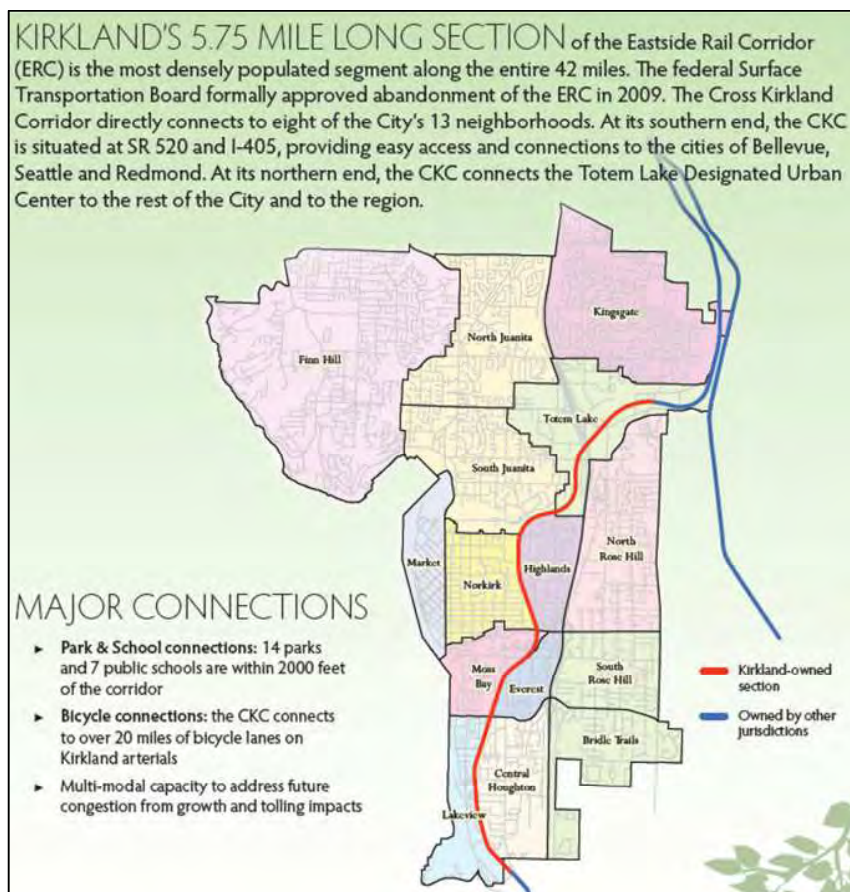 KIRKLAND'S 5.75 MILE LONG SECTION of the Eastside Rail Corridor
(ERC) is the most densely populated segment along the entire 42 miles. The federal Surface
Transportation Board formally approved abandonment of the ERC in 2009. The Cross Kirkland
Corridor directly connects to eight of the City's 13 neighborhoods. At its southern end, the CKC
is situated at SR 520 and I-405, providing easy access and connections to the cities of Bellevue,
Seattle and Redmond. At its northern end, the CKC connects the Totem Lake Designated Urban
Center to the rest of the City and to the region.
Kingsgate
North Juanita
Finn Hill
Totem Lake
South Juanita
North
Rose Hill
Market
Highlands
Norkirk
Moss
Bay
Everest
South
Rose Hill
Bridle Trails
Central
Houghton
Lakeview
MAJOR CONNECTIONS
► Park & School connections: 14 parks
and 7 public schools are within 2000 feet
of the corridor
► Bicycle connections: the CKC connects
to over 20 miles of bicycle lanes on
Kirkland arterials
► Multi-modal capacity to address future
congestion from growth and tolling impacts
Kirkland-owned
section
Owned by other
jurisdictions